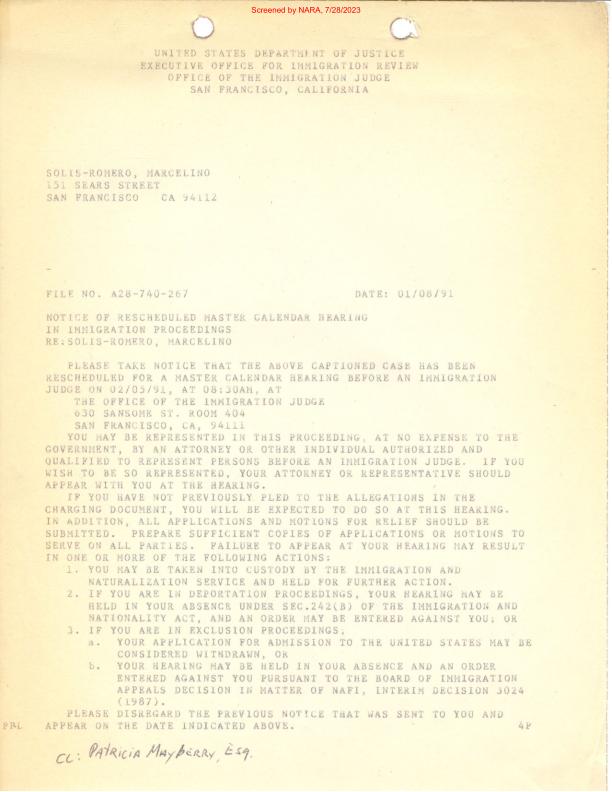 Screened by NARA, 7/28/2023
UNITED STATES DEPARTMENT OF JUSTICE
EXECUTIVE OFFICE FOR IMMIGRATION REVIEW
OFFICE OF THE IMMIGRATION JUDGE
SAN FRANCISCO, CALIFORNIA
SOLIS-ROMERO, MARCELINO
151 SEARS STREET
SAN FRANCISCO CA 94112
FILE NO. A28-740-267 DATE: 01/08/91
NOTICE OF RESCHEDULED MASTER CALENDAR HEARING
IN IMMIGRATION PROCEEDINGS
RE:SOLIS-ROMERO, MARCELINO
PLEASE TAKE NOTICE THAT THE ABOVE CAPTIONED CASE HAS BEEN
RESCHEDULED FOR A MASTER CALENDAR HEARING BEFORE AN IMMIGRATION
JUDGE ON 02/05/91, AT 08:30AM, AT
THE OFFICE OF THE IMMIGRATION JUDGE
630 SANSOME ST. ROOM 404
SAN FRANCISCO, CA, 94111
YOU MAY BE REPRESENTED IN THIS PROCEEDING, AT NO EXPENSE TO THE
GOVERNMENT, BY AN ATTORNEY OR OTHER INDIVIDUAL AUTHORIZED AND
QUALIFIED TO REPRESENT PERSONS BEFORE AN IMMIGRATION JUDGE. IF YOU
WISH TO BE SO REPRESENTED, YOUR ATTORNEY OR REPRESENTATIVE SHOULD
APPEAR WITH YOU AT THE HEARING.
IF YOU HAVE NOT PREVIOUSLY PLED TO THE ALLEGATIONS IN THE
CHARGING DOCUMENT, YOU WILL BE EXPECTED TO DO SO AT THIS HEARING.
IN ADDITION, ALL APPLICATIONS AND MOTIONS FOR RELIEF SHOULD BE
SUBMITTED. PREPARE SUFFICIENT COPIES OF APPLICATIONS OR MOTIONS TO
SERVE ON ALL PARTIES. FAILURE TO APPEAR AT YOUR HEARING MAY RESULT
IN ONE OR MORE OF THE FOLLOWING ACTIONS:
1. YOU MAY BE TAKEN INTO CUSTODY BY THE IMMIGRATION AND
NATURALIZATION SERVICE AND HELD FOR FURTHER ACTION.
2. IF YOU ARE IN DEPORTATION PROCEEDINGS, YOUR HEARING MAY BE
HELD IN YOUR ABSENCE UNDER SEC.242(B) OF THE IMMIGRATION AND
NATIONALITY ACT, AND AN ORDER MAY BE ENTERED AGAINST YOU; OR
3. IF YOU ARE IN EXCLUSION PROCEEDINGS,
a. YOUR APPLICATION FOR ADMISSION TO THE UNITED STATES MAY BE
CONSIDERED WITHDRAWN, OR
b. YOUR HEARING MAY BE HELD IN YOUR ABSENCE AND AN ORDER
ENTERED AGAINST YOU PURSUANT TO THE BOARD OF IMMIGRATION
APPEALS DECISION IN MATTER OF NAFI, INTERIM DECISION 3024
(1987).
PLEASE DISREGARD THE PREVIOUS NOTICE THAT WAS SENT TO YOU AND
APPEAR ON THE DATE INDICATED ABOVE. 4P
CC: PATRICIA MAYBERRY, ESQ.